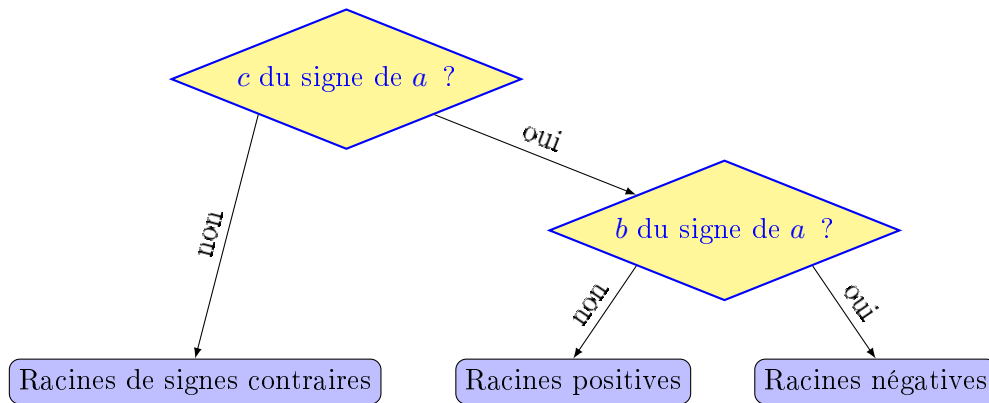 c du signe de a ?
oui
non
b du signe de a ?
non
oui
Racines de signes contraires
Racines positives
Racines négatives